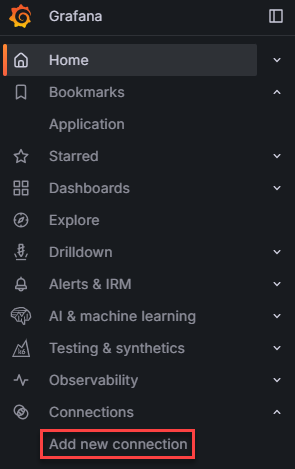 Grafana
Home
Bookmarks
Application
Starred
Dashboards
Explore
Drilldown
Alerts & IRM
AI & machine learning
k6 Testing & synthetics
Observability
Connections
Add new connection